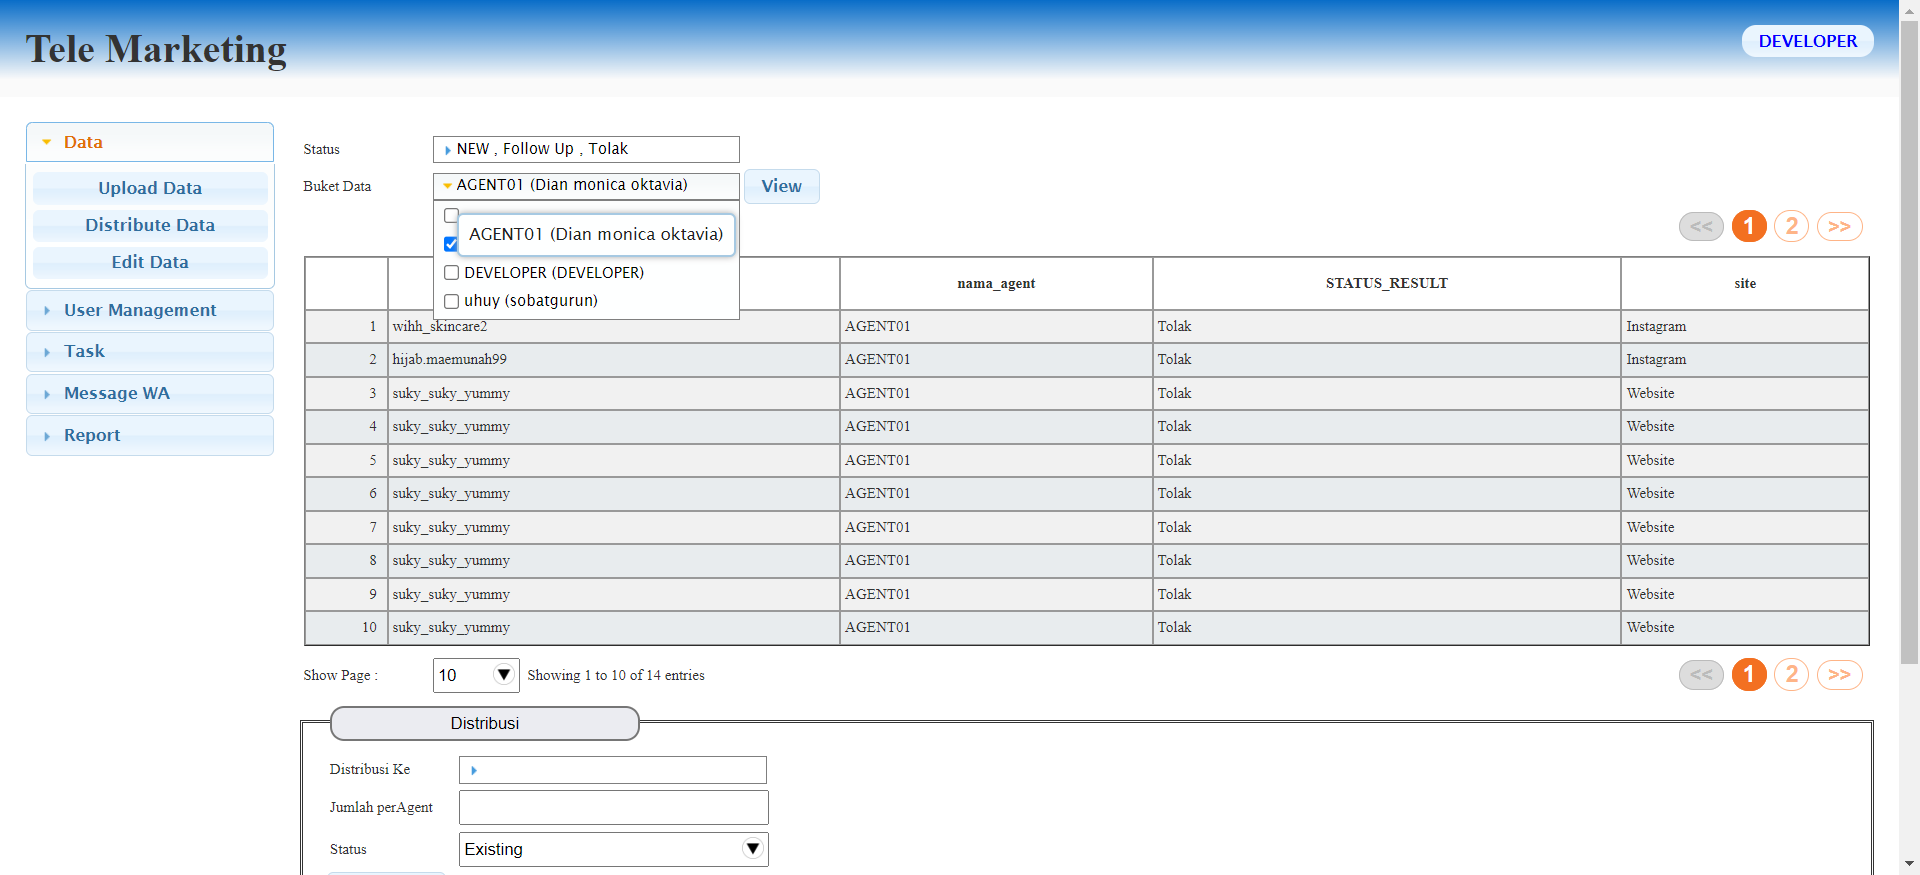 Tele Marketing
DEVELOPER
Data
Upload Data
Distribute Data
Edit Data
User Management
Task
Message WA
Report
Status
NEW , Follow Up , Tolak
Buket Data
AGENT01 (Dian monica oktavia)
View
AGENT01 (Dian monica oktavia)
DEVELOPER (DEVELOPER)
uhuy (sobatgurun)
<< 1 2 >>
nama_agent STATUS_RESULT site
1 wihh_skincare2 AGENT01 Tolak Instagram
2 hijab.maemunah99 AGENT01 Tolak Instagram
3 suky_suky_yummy AGENT01 Tolak Website
4 suky_suky_yummy AGENT01 Tolak Website
5 suky_suky_yummy AGENT01 Tolak Website
6 suky_suky_yummy AGENT01 Tolak Website
7 suky_suky_yummy AGENT01 Tolak Website
8 suky_suky_yummy AGENT01 Tolak Website
9 suky_suky_yummy AGENT01 Tolak Website
10 suky_suky_yummy AGENT01 Tolak Website
Show Page : 10 Showing 1 to 10 of 14 entries
<< 1 2 >>
Distribusi
Distribusi Ke
Jumlah perAgent
Status Existing